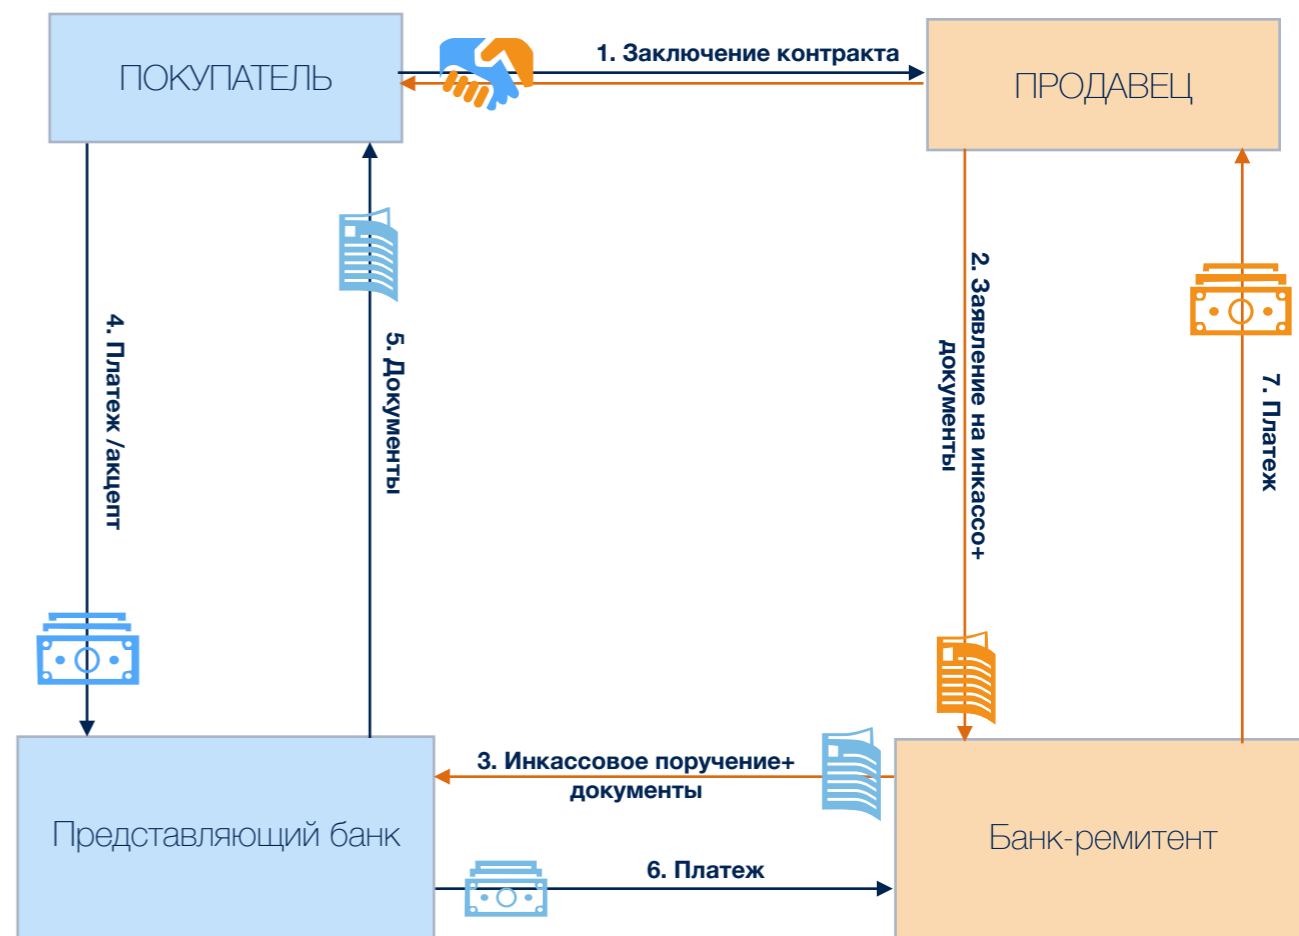 ПОКУПАТЕЛЬ
1. Заключение контракта
ПРОДАВЕЦ
4. Платеж /акцепт
5. Документы
2. Заявление на инкассо+
документы
7. Платеж
3. Инкассовое поручение+
документы
Представляющий банк
Банк-ремитент
6. Платеж